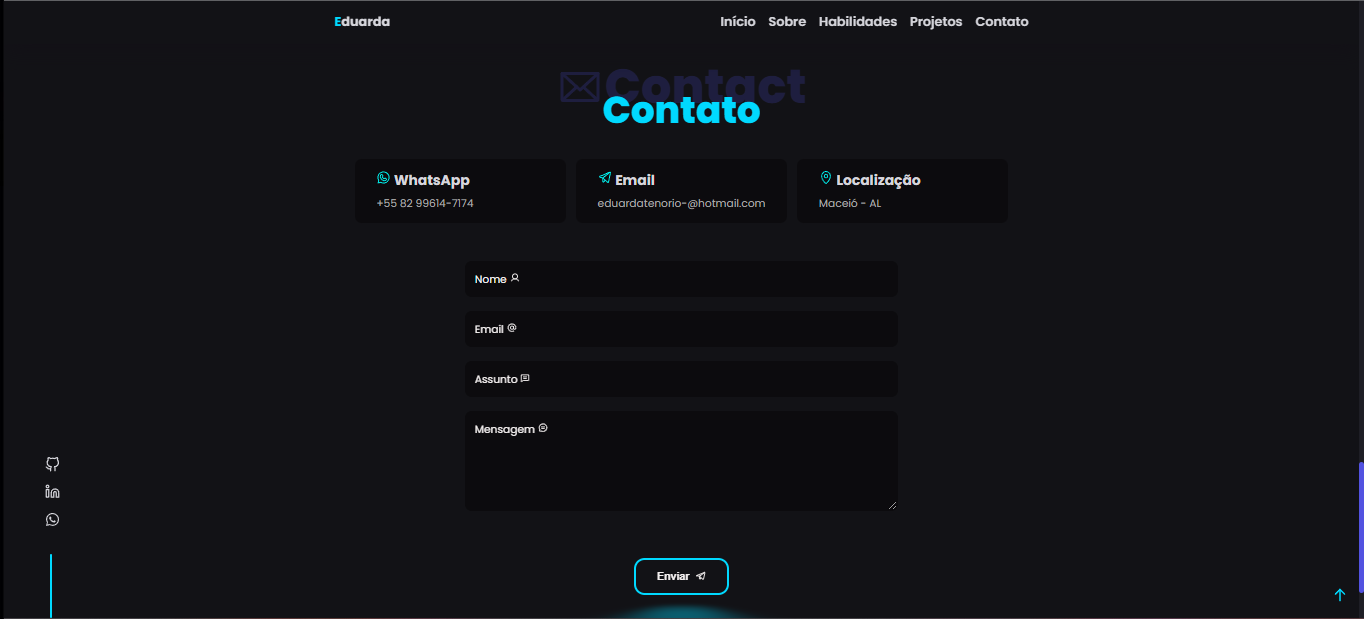 Eduarda
Início Sobre Habilidades Projetos Contato
Contact
Contato
WhatsApp
+55 82 99614-7174
Email
eduardatenorio-@hotmail.com
Localização
Maceió - AL
Nome
Email
Assunto
Mensagem
Enviar